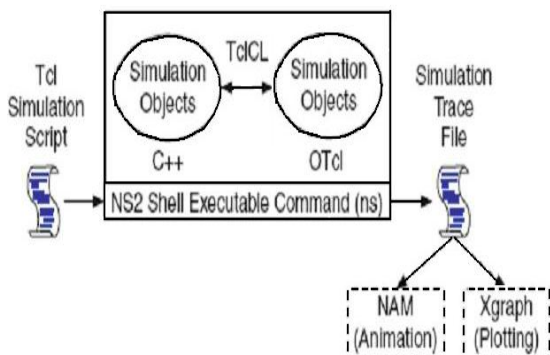 Tcl
Simulation
Script
TclCL
Simulation
Objects
Simulation
Objects
C++
OTcl
NS2 Shell Executable Command (ns)
Simulation
Trace
File
NAM
(Animation)
Xgraph
(Plotting)